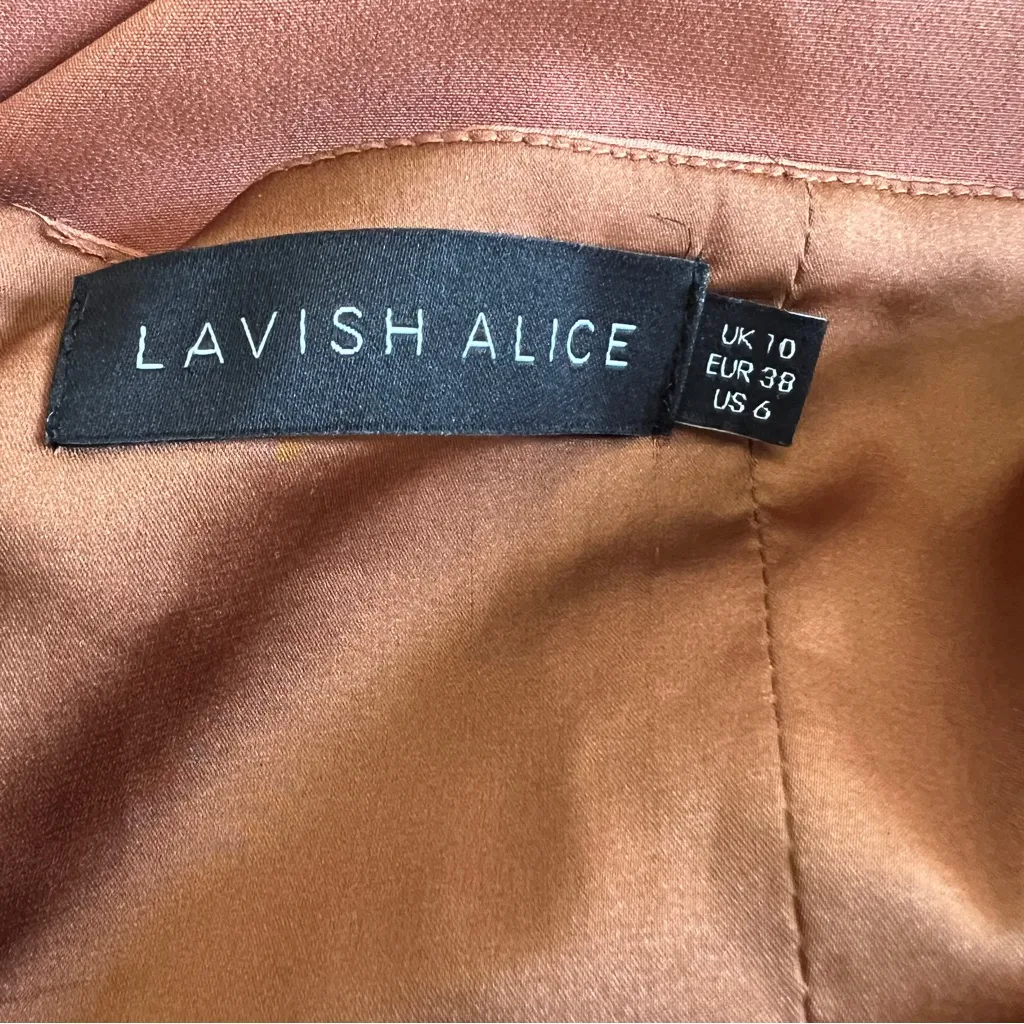 LAVISH ALICE
UK 10
EUR 38
US 6